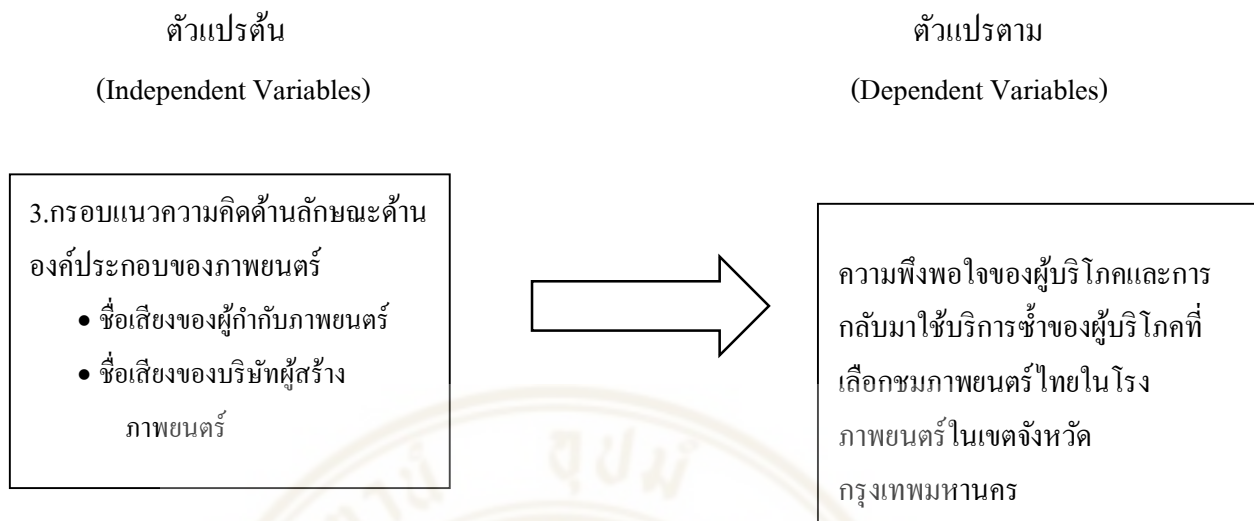 ตัวแปรต้น
(Independent Variables)
ตัวแปรตาม
(Dependent Variables)
3.กรอบแนวความคิดด้านลักษณะด้าน
องค์ประกอบของภาพยนตร์
• ชื่อเสียงของผู้กำกับภาพยนตร์
• ชื่อเสียงของบริษัทผู้สร้าง
ภาพยนตร์
ความพึงพอใจของผู้บริโภคและการ
กลับมาใช้บริการซ้ำของผู้บริโภคที่
เลือกชมภาพยนตร์ไทยในโรง
ภาพยนตร์ในเขตจังหวัด
กรุงเทพมหานคร